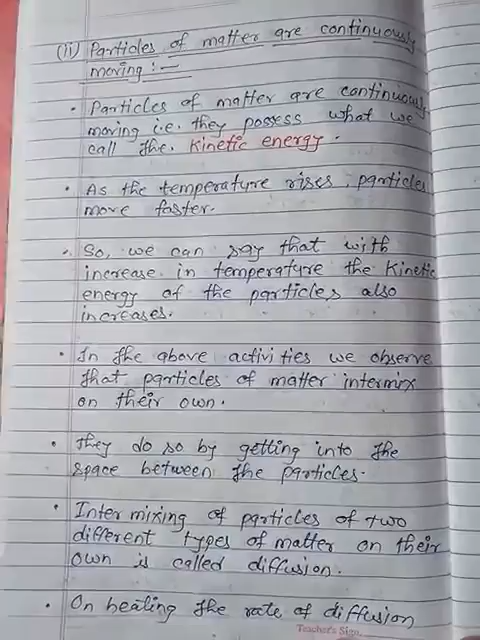 (ii) Particles of matter are continuously
moving :-
• Particles of matter are continuously
moving i.e. they possess what we
call the Kinetic energy.
• As the temperature rises, particles
move faster.
∴ So, we can say that with
increase in temperature the kinetic
energy of the particles also
increases.
• In the above activities we observe
that particles of matter intermix
on their own.
• They do so by getting into the
space between the particles.
• Inter mixing of particles of two
different types of matter on their
own is called diffusion.
• On heating the rate of diffusion
Teacher's Sign